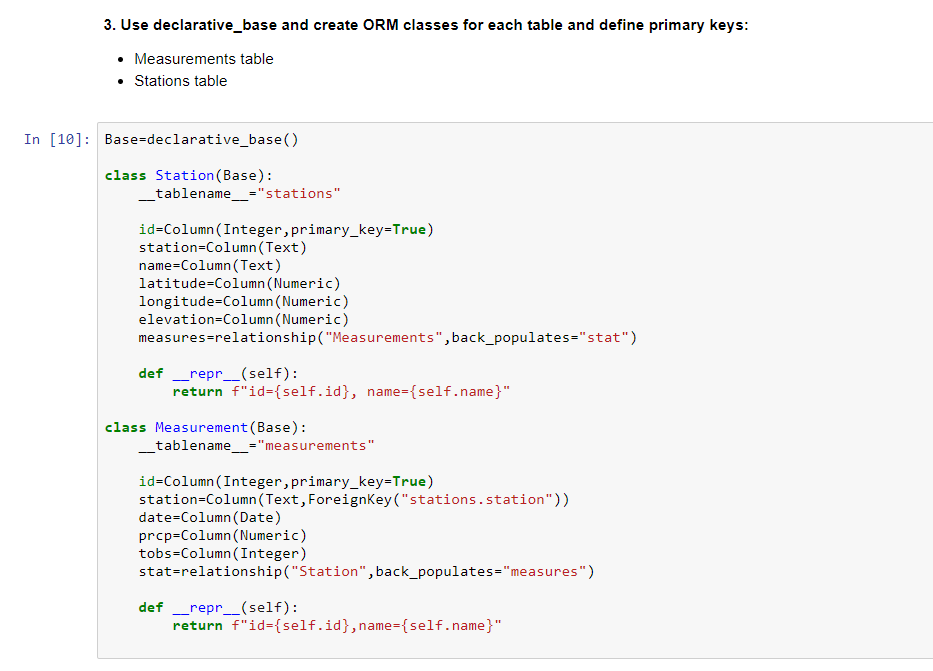 3. Use declarative_base and create ORM classes for each table and define primary keys:
• Measurements table
• Stations table
In [10]: Base=declarative_base()
class Station(Base):
    __tablename__="stations"
    id=Column(Integer,primary_key=True)
    station=Column(Text)
    name=Column(Text)
    latitude=Column(Numeric)
    longitude=Column(Numeric)
    elevation=Column(Numeric)
    measures=relationship("Measurements",back_populates="stat")
    def __repr__(self):
        return f"id={self.id}, name={self.name}"
class Measurement(Base):
    __tablename__="measurements"
    id=Column(Integer,primary_key=True)
    station=Column(Text,ForeignKey("stations.station"))
    date=Column(Date)
    prcp=Column(Numeric)
    tobs=Column(Integer)
    stat=relationship("Station",back_populates="measures")
    def __repr__(self):
        return f"id={self.id},name={self.name}"